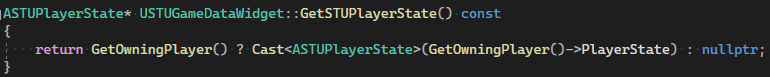 ASTUPlayerState* USTUGameDataWidget::GetSTUPlayerState() const
{
    return GetOwningPlayer() ? Cast<ASTUPlayerState>(GetOwningPlayer()->PlayerState) : nullptr;
}